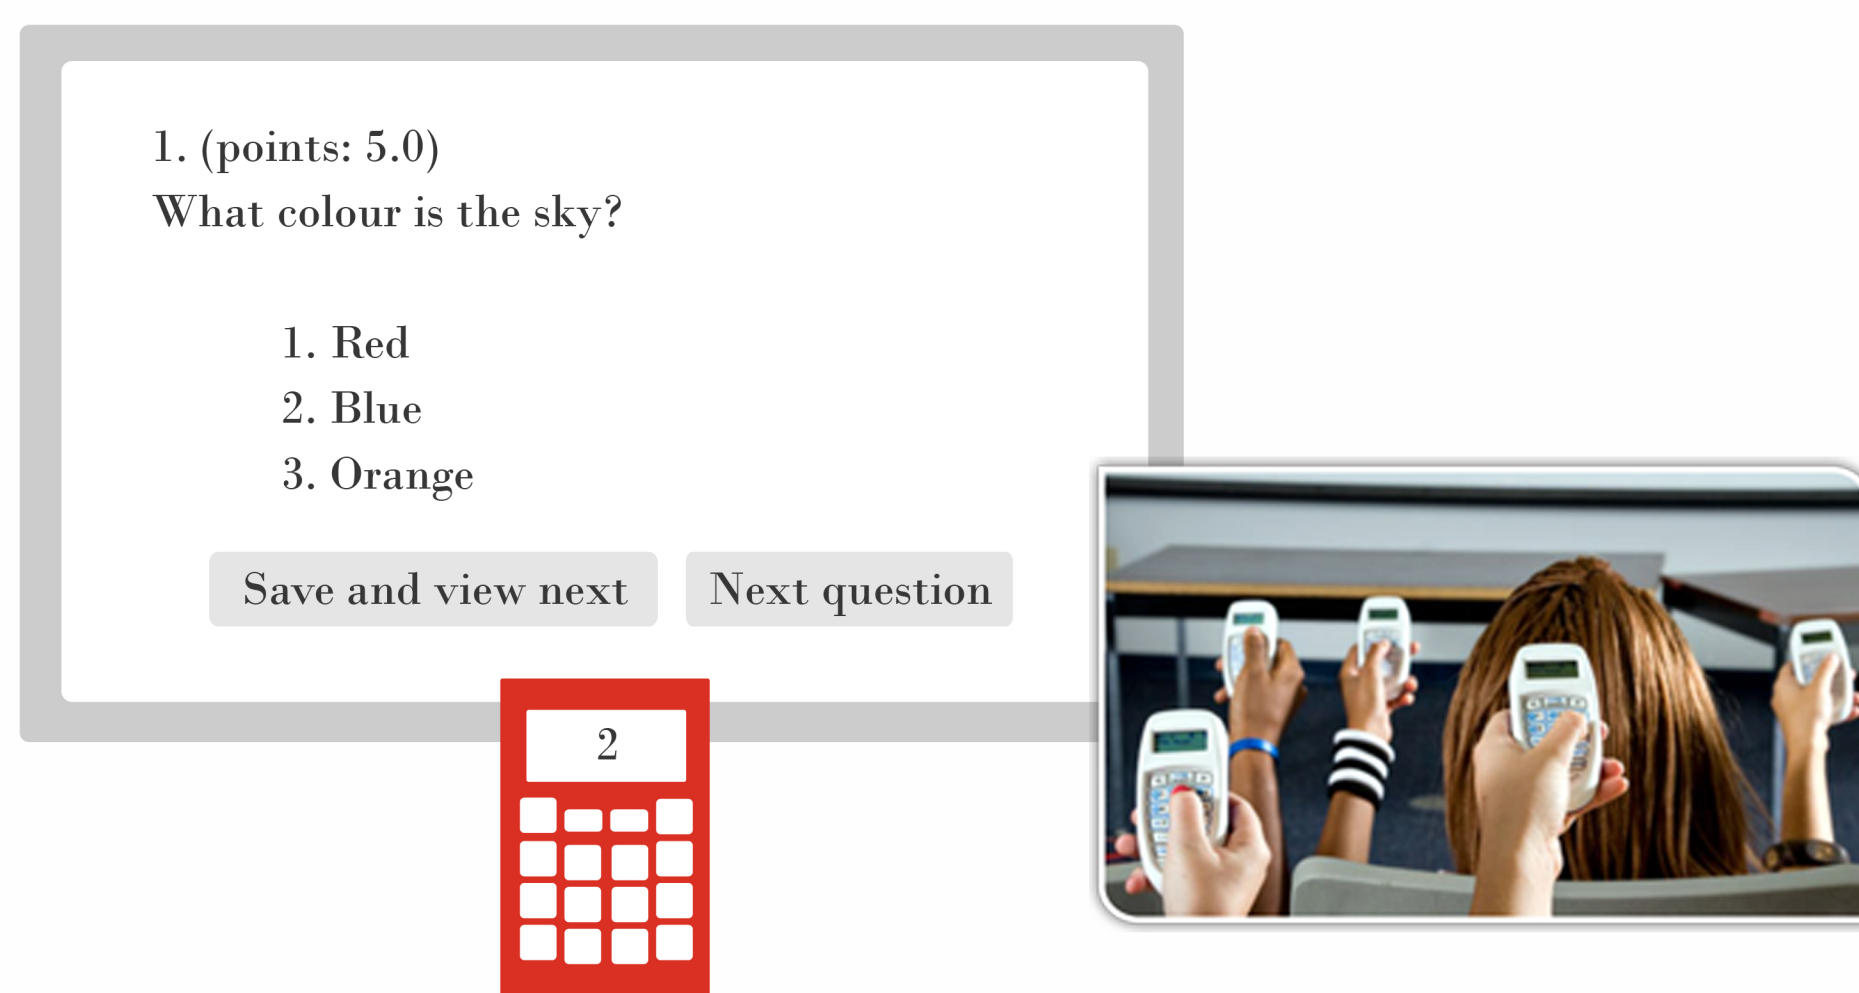 1. (points: 5.0)
What colour is the sky?
1. Red
2. Blue
3. Orange
Save and view next
Next question
2